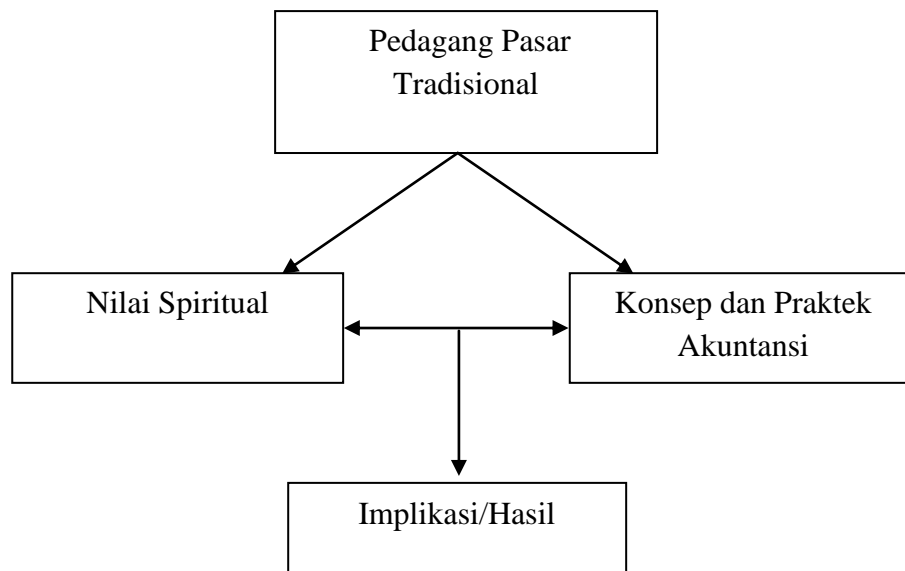 Pedagang Pasar
Tradisional
Nilai Spiritual
Konsep dan Praktek
Akuntansi
Implikasi/Hasil